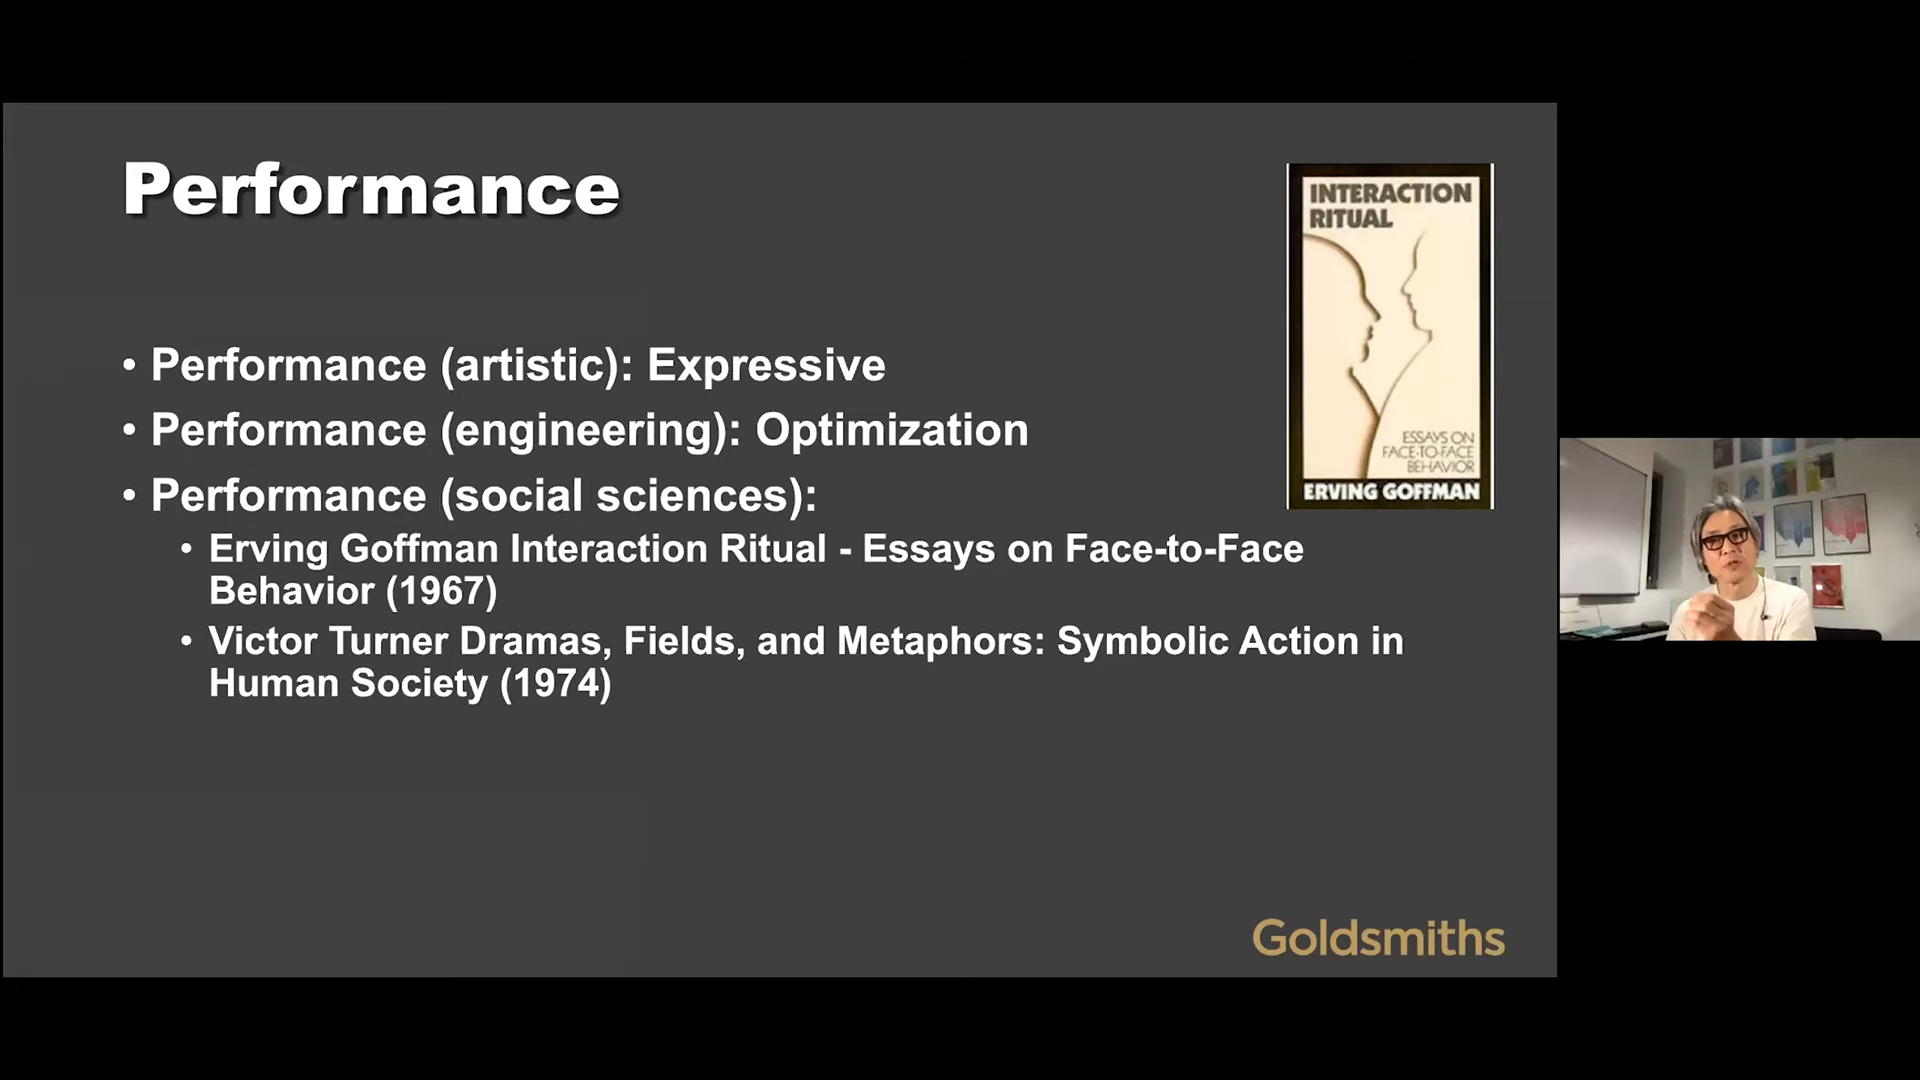 Performance
INTERACTION
RITUAL
ESSAYS ON
FACE-TO-FACE
BEHAVIOR
ERVING GOFFMAN
• Performance (artistic): Expressive
• Performance (engineering): Optimization
• Performance (social sciences):
• Erving Goffman Interaction Ritual - Essays on Face-to-Face
Behavior (1967)
• Victor Turner Dramas, Fields, and Metaphors: Symbolic Action in
Human Society (1974)
Goldsmiths